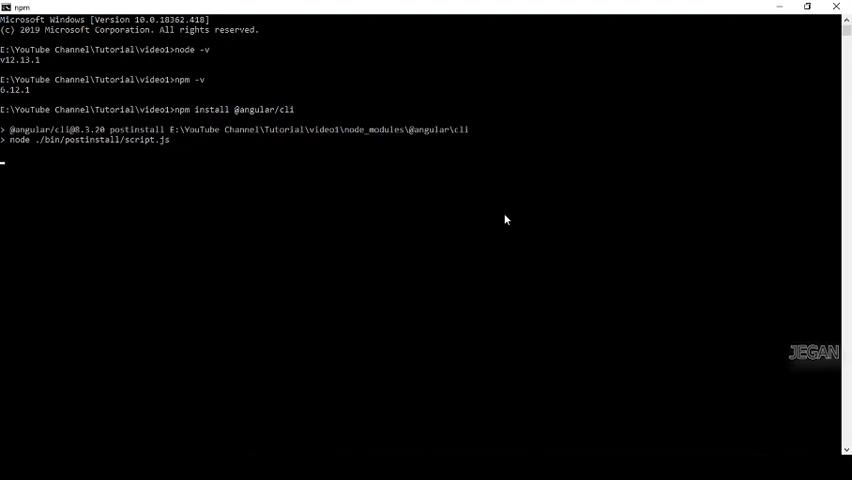 npm
Microsoft Windows [Version 10.0.18362.418]
(c) 2019 Microsoft Corporation. All rights reserved.
E:\YouTube Channel\Tutorial\video1>node -v
v12.13.1
E:\YouTube Channel\Tutorial\video1>npm -v
6.12.1
E:\YouTube Channel\Tutorial\video1>npm install @angular/cli
> @angular/cli@8.3.20 postinstall E:\YouTube Channel\Tutorial\video1\node_modules\@angular\cli
> node ./bin/postinstall/script.js
JEGAN